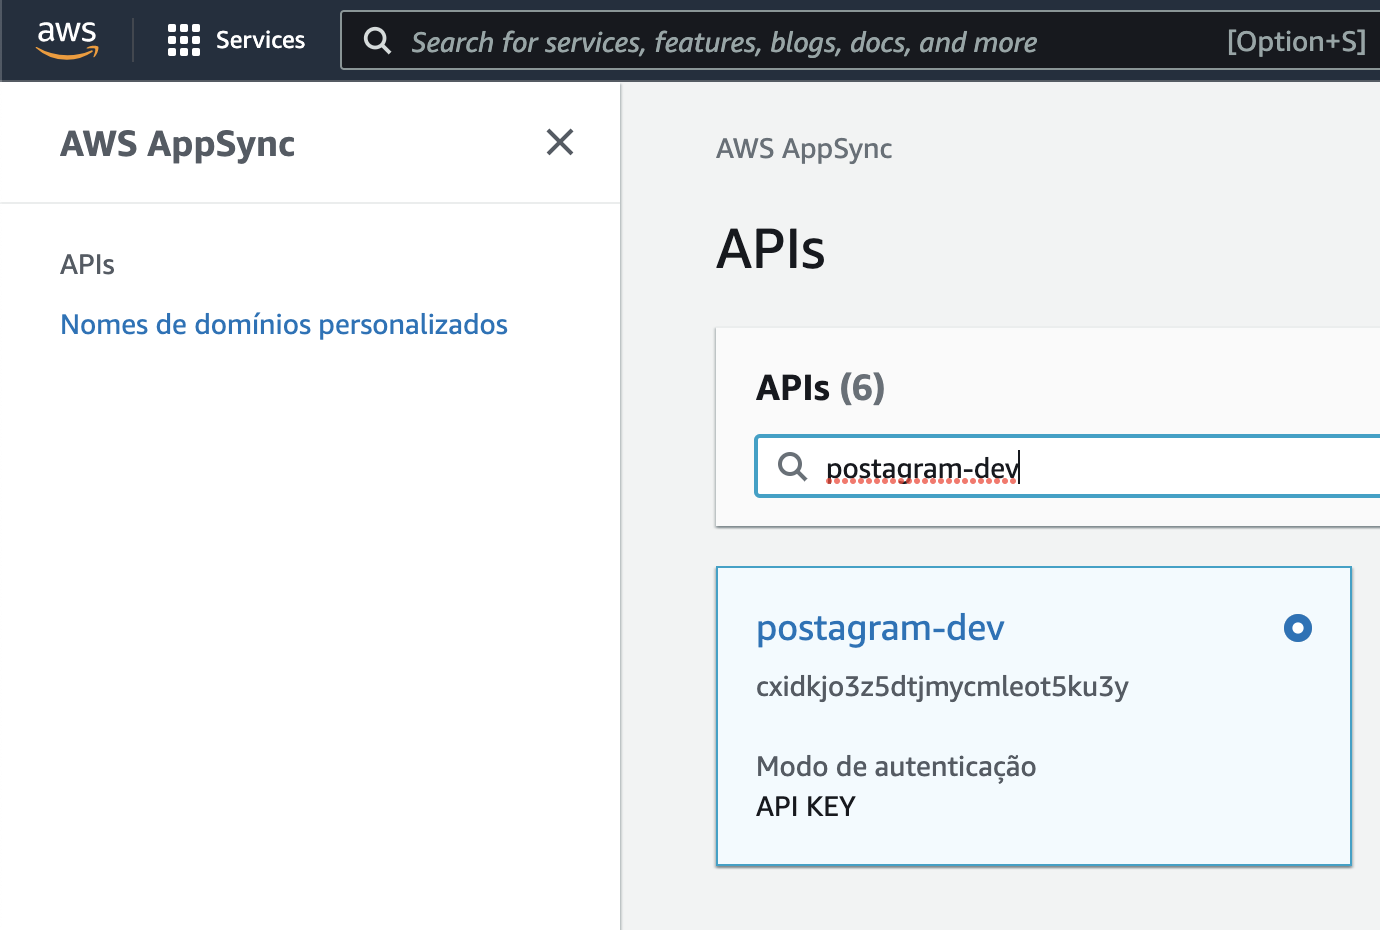 aws
Services
Search for services, features, blogs, docs, and more
[Option+S]
AWS AppSync
APIs
Nomes de domínios personalizados
AWS AppSync
APIs
APIs (6)
postagram-dev
postagram-dev
cxidkjo3z5dtjmycmleot5ku3y
Modo de autenticação
API KEY